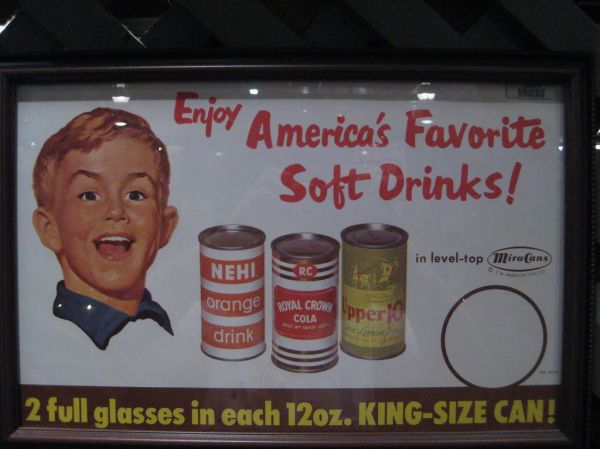 Enjoy America's Favorite
Soft Drinks!
NEHI
orange
drink
RC
ROYAL CROWN
COLA
Upper 10
in level-top MiraCans
2 full glasses in each 12oz. KING-SIZE CAN!